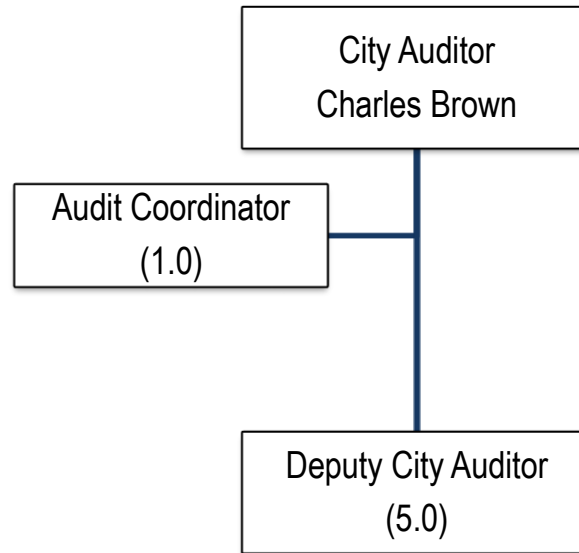 City Auditor
Charles Brown
Audit Coordinator
(1.0)
Deputy City Auditor
(5.0)